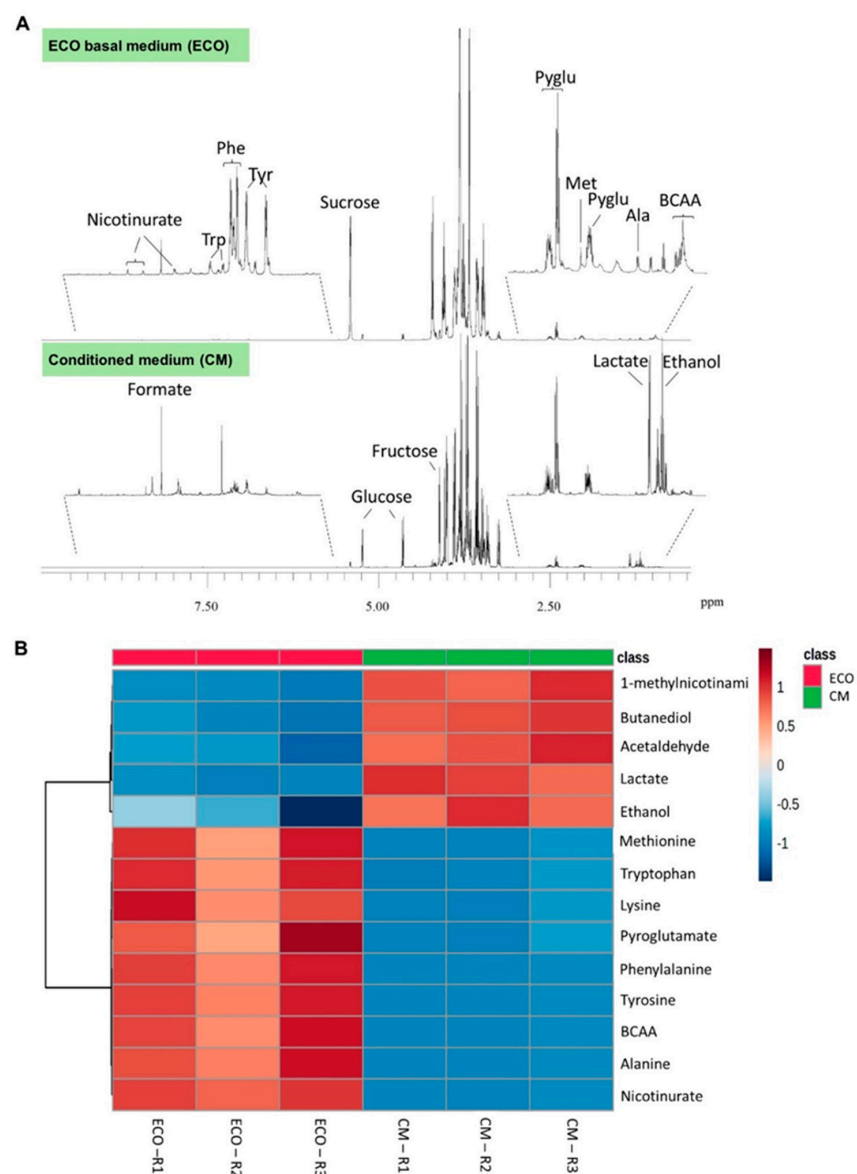 A
ECO basal medium (ECO)
Pyglu
Phe
Tyr
Nicotinurate
Trp
Sucrose
Met
Pyglu
Ala
BCAA
Conditioned medium (CM)
Formate
Fructose
Glucose
Lactate
Ethanol
7.50
5.00
2.50
ppm
B
class
1-methylnicotinami
Butanediol
Acetaldehyde
Lactate
Ethanol
Methionine
Tryptophan
Lysine
Pyroglutamate
Phenylalanine
Tyrosine
BCAA
Alanine
Nicotinurate
1
0.5
0
-0.5
-1
class
ECO
CM
ECO –R1
ECO – R2
ECO – R3
CM – R1
CM – R2
CM – R3